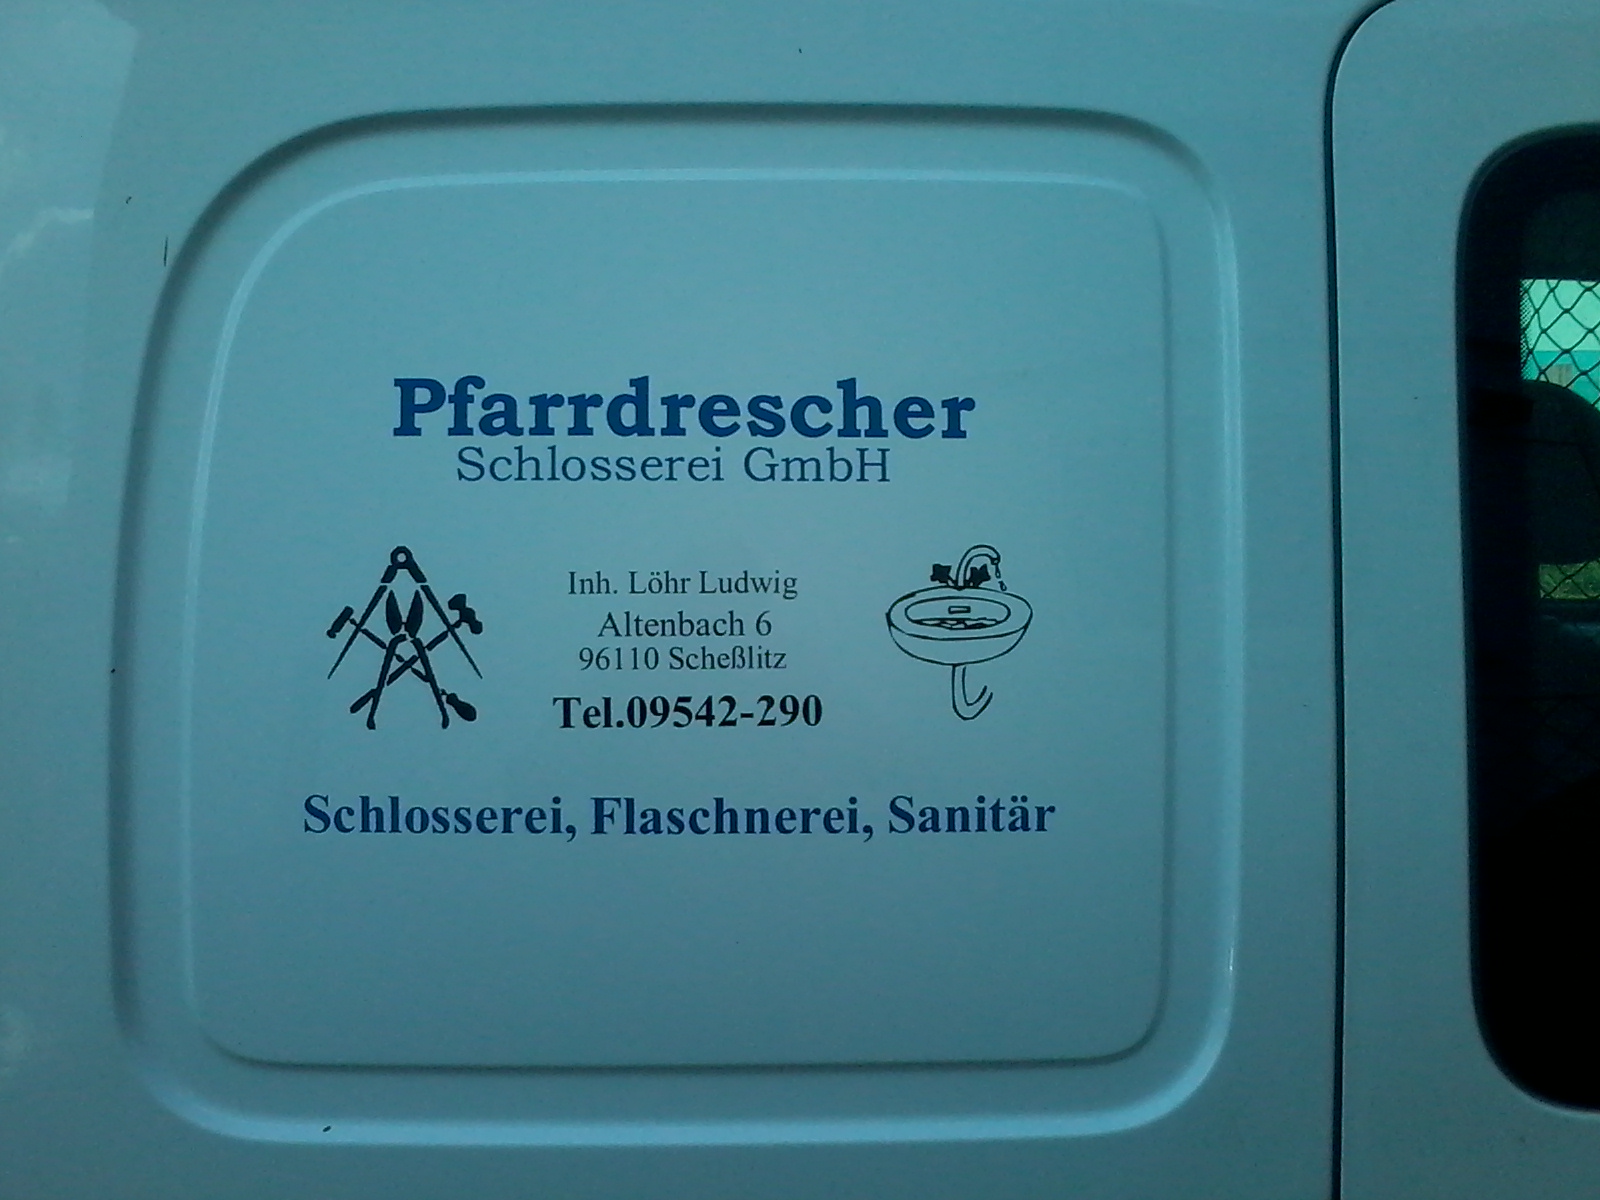 Pfarrdrescher
Schlosserei GmbH
Inh. Löhr Ludwig
Altenbach 6
96110 Scheßlitz
Tel.09542-290
Schlosserei, Flaschnerei, Sanitär